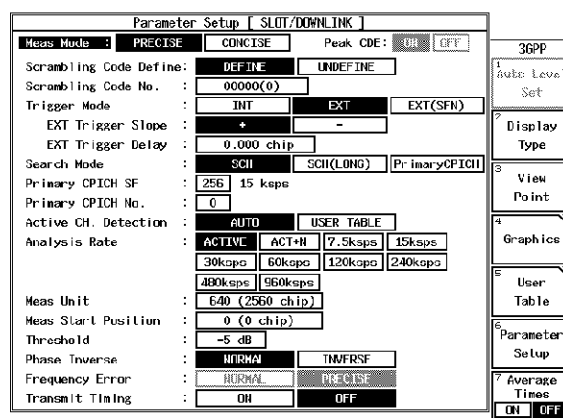 Parameter Setup [ SLOT/DOWNLINK ]
Meas Mode : PRECISE CONCISE Peak CDE: ON OFF
Scrambling Code Define: DEFINE UNDEFINE
Scrambling Code No. : 00000(0)
Trigger Mode : INT EXT EXT(SFN)
EXT Trigger Slope : + -
EXT Trigger Delay : 0.000 chip
Search Mode : SCH SCH(LONG) PrimaryCPICH
Primary CPICH SF : 256 15 ksps
Primary CPICH No. : 0
Active CH. Detection : AUTO USER TABLE
Analysis Rate : ACTIVE ACT+N 7.5ksps 15ksps
30ksps 60ksps 120ksps 240ksps
480ksps 960ksps
Meas Unit : 640 (2560 chip)
Meas Start Position : 0 (0 chip)
Threshold : -5 dB
Phase Inverse : NORMAL INVERSE
Frequency Error : NORMAL PRECISE
Transmit Timing : ON OFF
3GPP
1
Auto Level
Set
2
Display
Type
3
View
Point
4
Graphics
5
User
Table
6
Parameter
Setup
7
Average
Times
ON OFF